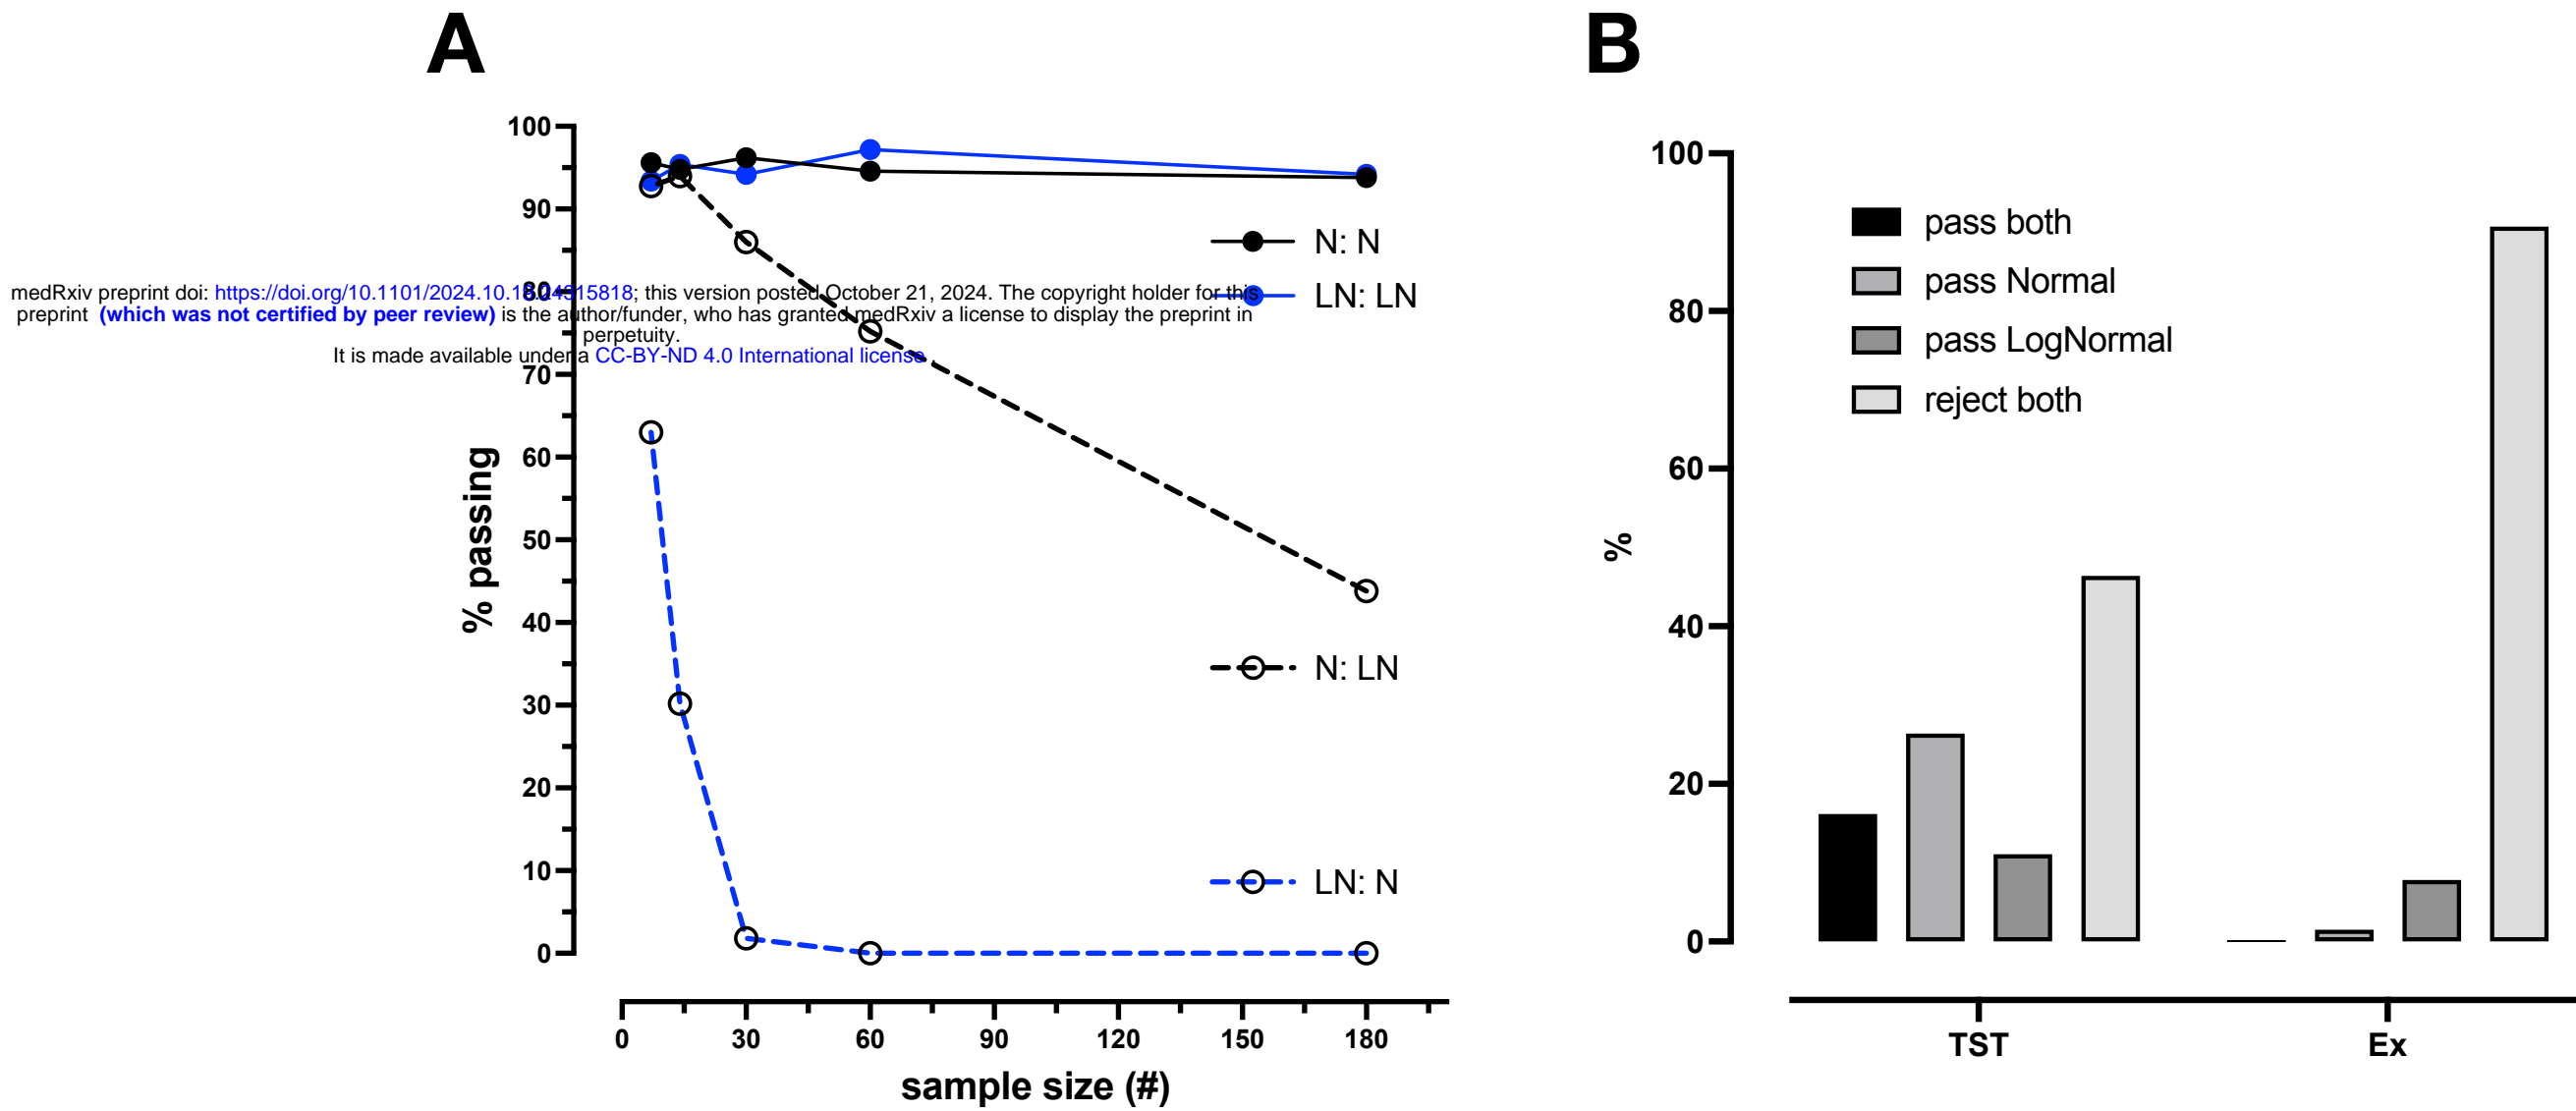 A
B
100
90
80
70
60
50
40
30
20
10
0
% passing
N: N
LN: LN
N: LN
LN: N
0 30 60 90 120 150 180
sample size (#)
medRxiv preprint doi: https://doi.org/10.1101/2024.10.18.24315818; this version posted October 21, 2024. The copyright holder for this
preprint (which was not certified by peer review) is the author/funder, who has granted medRxiv a license to display the preprint in
perpetuity.
It is made available under a CC-BY-ND 4.0 International license.
100
80
60
40
20
0
%
pass both
pass Normal
pass LogNormal
reject both
TST Ex